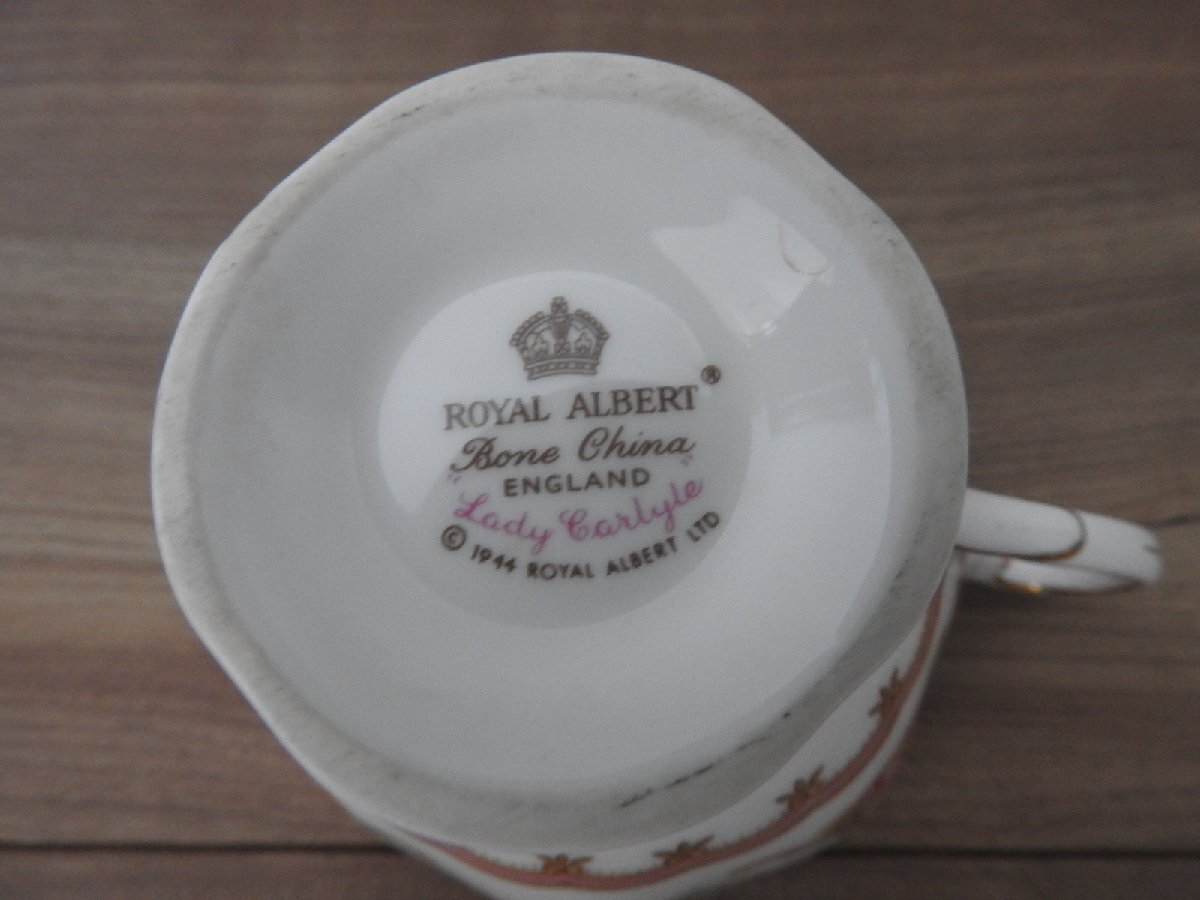 ROYAL ALBERT®
Bone China
ENGLAND
"Lady Carlyle"
© 1944 ROYAL ALBERT LTD